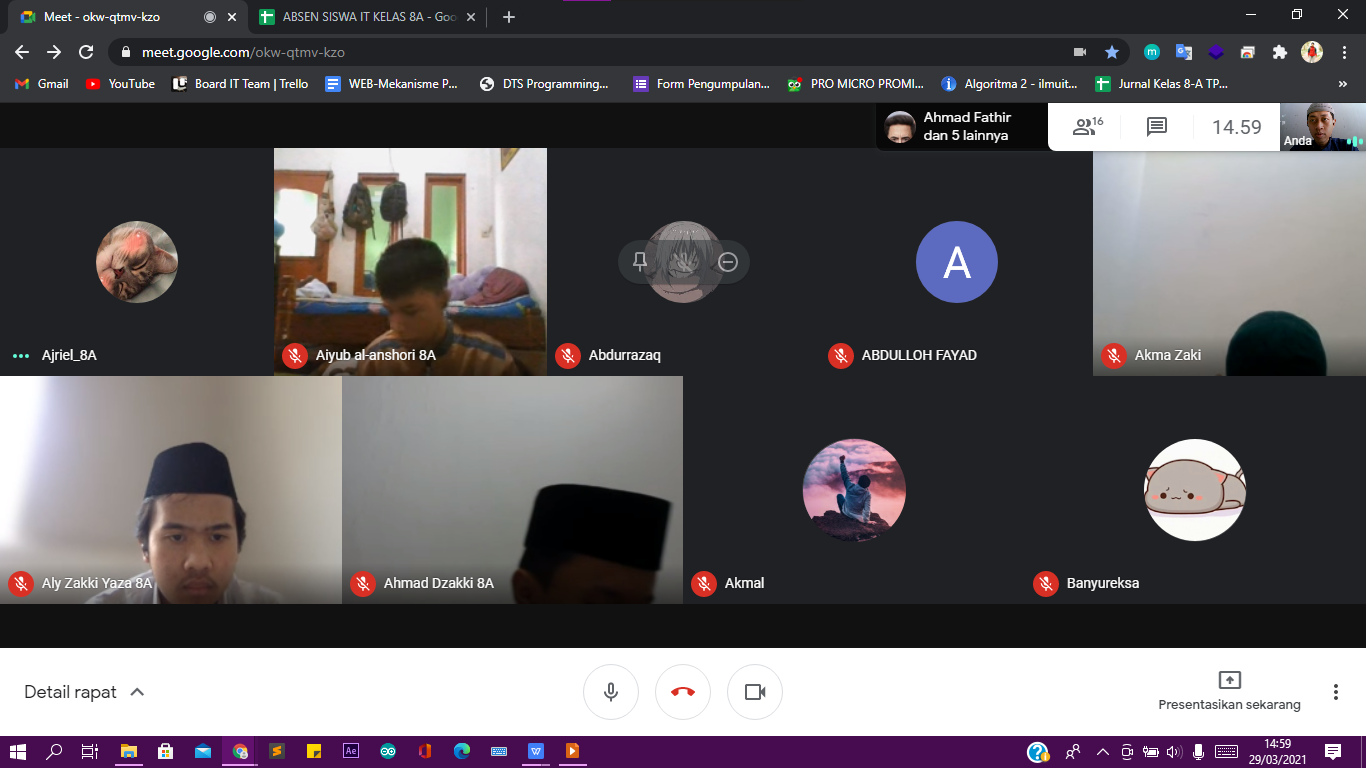 Meet - okw-qtmv-kzo
ABSEN SISWA IT KELAS 8A - Goo
meet.google.com/okw-qtmv-kzo
Gmail
YouTube
Board IT Team | Trello
WEB-Mekanisme P...
DTS Programming...
Form Pengumpulan...
PRO MICRO PROMI...
Algoritma 2 - ilmuit...
Jurnal Kelas 8-A TP...
»
Ahmad Fathir
dan 5 lainnya
16
14.59
Anda
Ajriel_8A
Aiyub al-anshori 8A
Abdurrazaq
A
ABDULLOH FAYAD
Akma Zaki
Aly Zakki Yaza 8A
Ahmad Dzakki 8A
Akmal
Banyureksa
Detail rapat
Presentasikan sekarang
Ae
W
14:59
29/03/2021